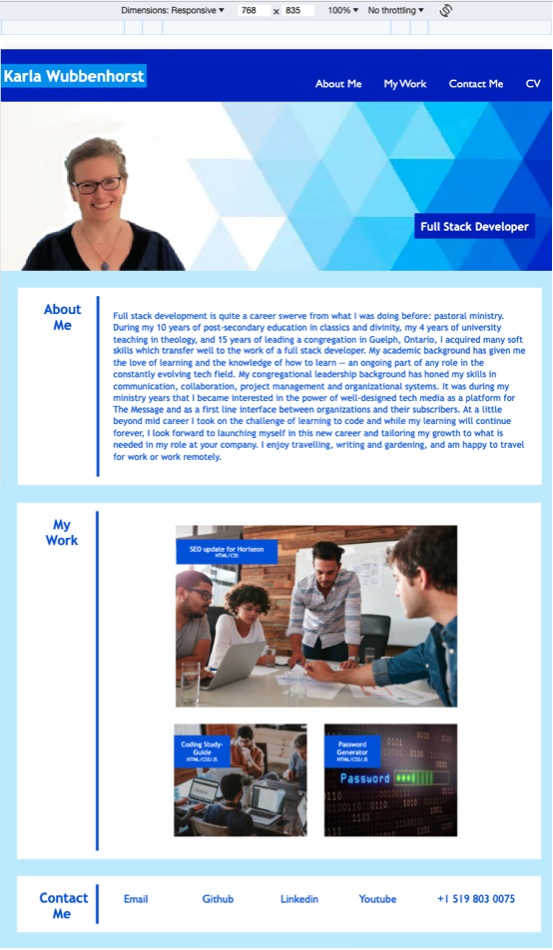 Dimensions: Responsive ▾ 768 x 835 100% ▾ No throttling ▾
Karla Wubbenhorst
About Me My Work Contact Me CV
Full Stack Developer
About
Me
Full stack development is quite a career swerve from what I was doing before: pastoral ministry.
During my 10 years of post-secondary education in classics and divinity, my 4 years of university
teaching in theology, and 15 years of leading a congregation in Guelph, Ontario, I acquired many soft
skills which transfer well to the work of a full stack developer. My academic background has given me
the love of learning and the knowledge of how to learn — an ongoing part of any role in the
constantly evolving tech field. My congregational leadership background has honed my skills in
communication, collaboration, project management and organizational systems. It was during my
ministry years that I became interested in the power of well-designed tech media as a platform for
The Message and as a first line interface between organizations and their subscribers. At a little
beyond mid career I took on the challenge of learning to code and while my learning will continue
forever, I look forward to launching myself in this new career and tailoring my growth to what is
needed in my role at your company. I enjoy travelling, writing and gardening, and am happy to travel
for work or work remotely.
My
Work
SEO update for Horiseon
HTML/CSS
Coding Study-
Guide
HTML/CSS/JS
Password
Generator
HTML/CSS/JS
Password
Contact
Me
Email Github Linkedin Youtube +1 519 803 0075